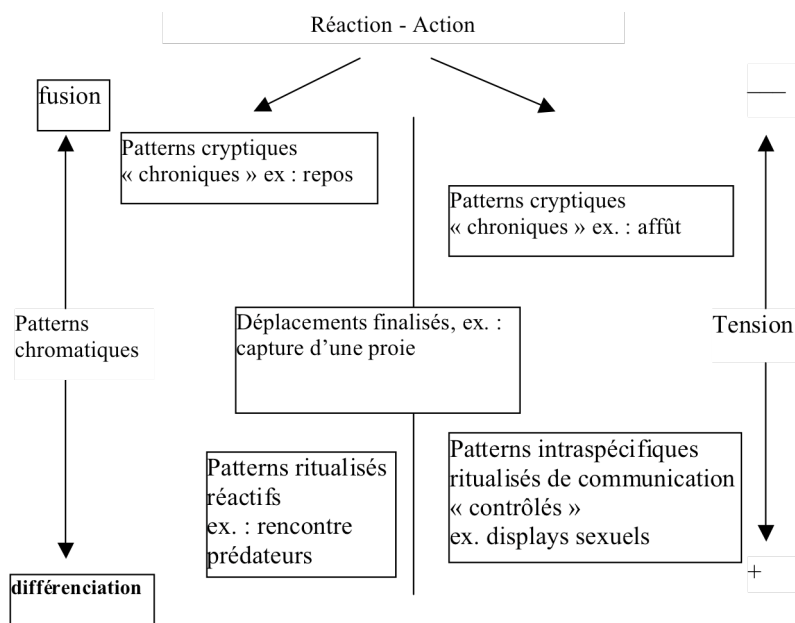 Réaction - Action
fusion
—
Patterns cryptiques
« chroniques » ex : repos
Patterns cryptiques
« chroniques » ex. : affût
Patterns
chromatiques
Déplacements finalisés, ex. :
capture d’une proie
Tension
Patterns ritualisés
réactifs
ex. : rencontre
prédateurs
Patterns intraspécifiques
ritualisés de communication
« contrôlés »
ex. displays sexuels
différenciation
+